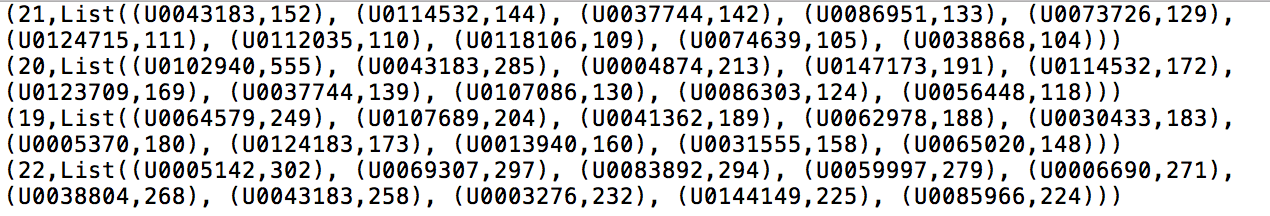 (21,List((U0043183,152), (U0114532,144), (U0037744,142), (U0086951,133), (U0073726,129),
(U0124715,111), (U0112035,110), (U0118106,109), (U0074639,105), (U0038868,104)))
(20,List((U0102940,555), (U0043183,285), (U0004874,213), (U0147173,191), (U0114532,172),
(U0123709,169), (U0037744,139), (U0107086,130), (U0086303,124), (U0056448,118)))
(19,List((U0064579,249), (U0107689,204), (U0041362,189), (U0062978,188), (U0030433,183),
(U0005370,180), (U0124183,173), (U0013940,160), (U0031555,158), (U0065020,148)))
(22,List((U0005142,302), (U0069307,297), (U0083892,294), (U0059997,279), (U0006690,271),
(U0038804,268), (U0043183,258), (U0003276,232), (U0144149,225), (U0085966,224)))